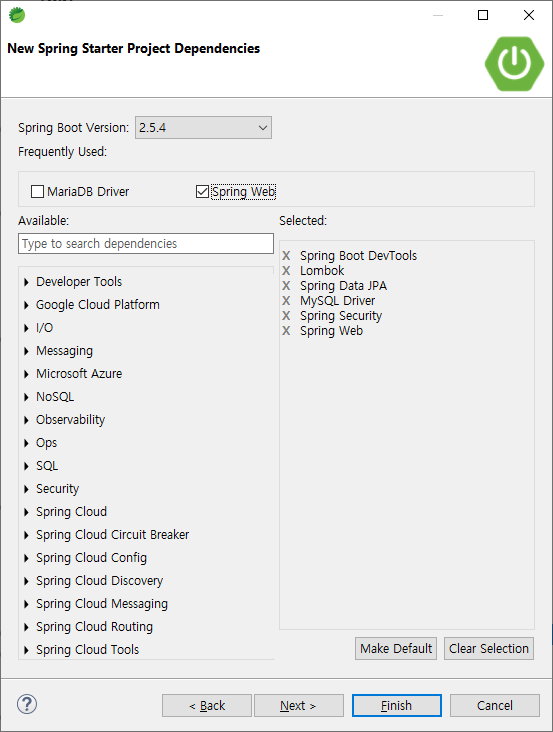 New Spring Starter Project Dependencies
Spring Boot Version: 2.5.4
Frequently Used:
MariaDB Driver Spring Web
Available: Selected:
Type to search dependencies
Developer Tools
Google Cloud Platform
I/O
Messaging
Microsoft Azure
NoSQL
Observability
Ops
SQL
Security
Spring Cloud
Spring Cloud Circuit Breaker
Spring Cloud Config
Spring Cloud Discovery
Spring Cloud Messaging
Spring Cloud Routing
Spring Cloud Tools
X Spring Boot DevTools
X Lombok
X Spring Data JPA
X MySQL Driver
X Spring Security
X Spring Web
Make Default Clear Selection
? < Back Next > Finish Cancel